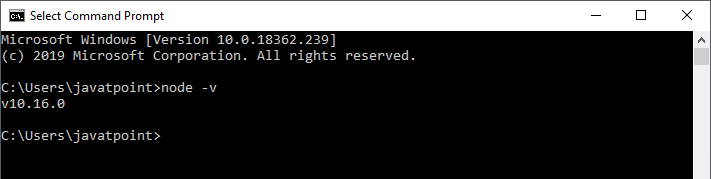 Select Command Prompt
Microsoft Windows [Version 10.0.18362.239]
(c) 2019 Microsoft Corporation. All rights reserved.
C:\Users\javatpoint>node -v
v10.16.0
C:\Users\javatpoint>